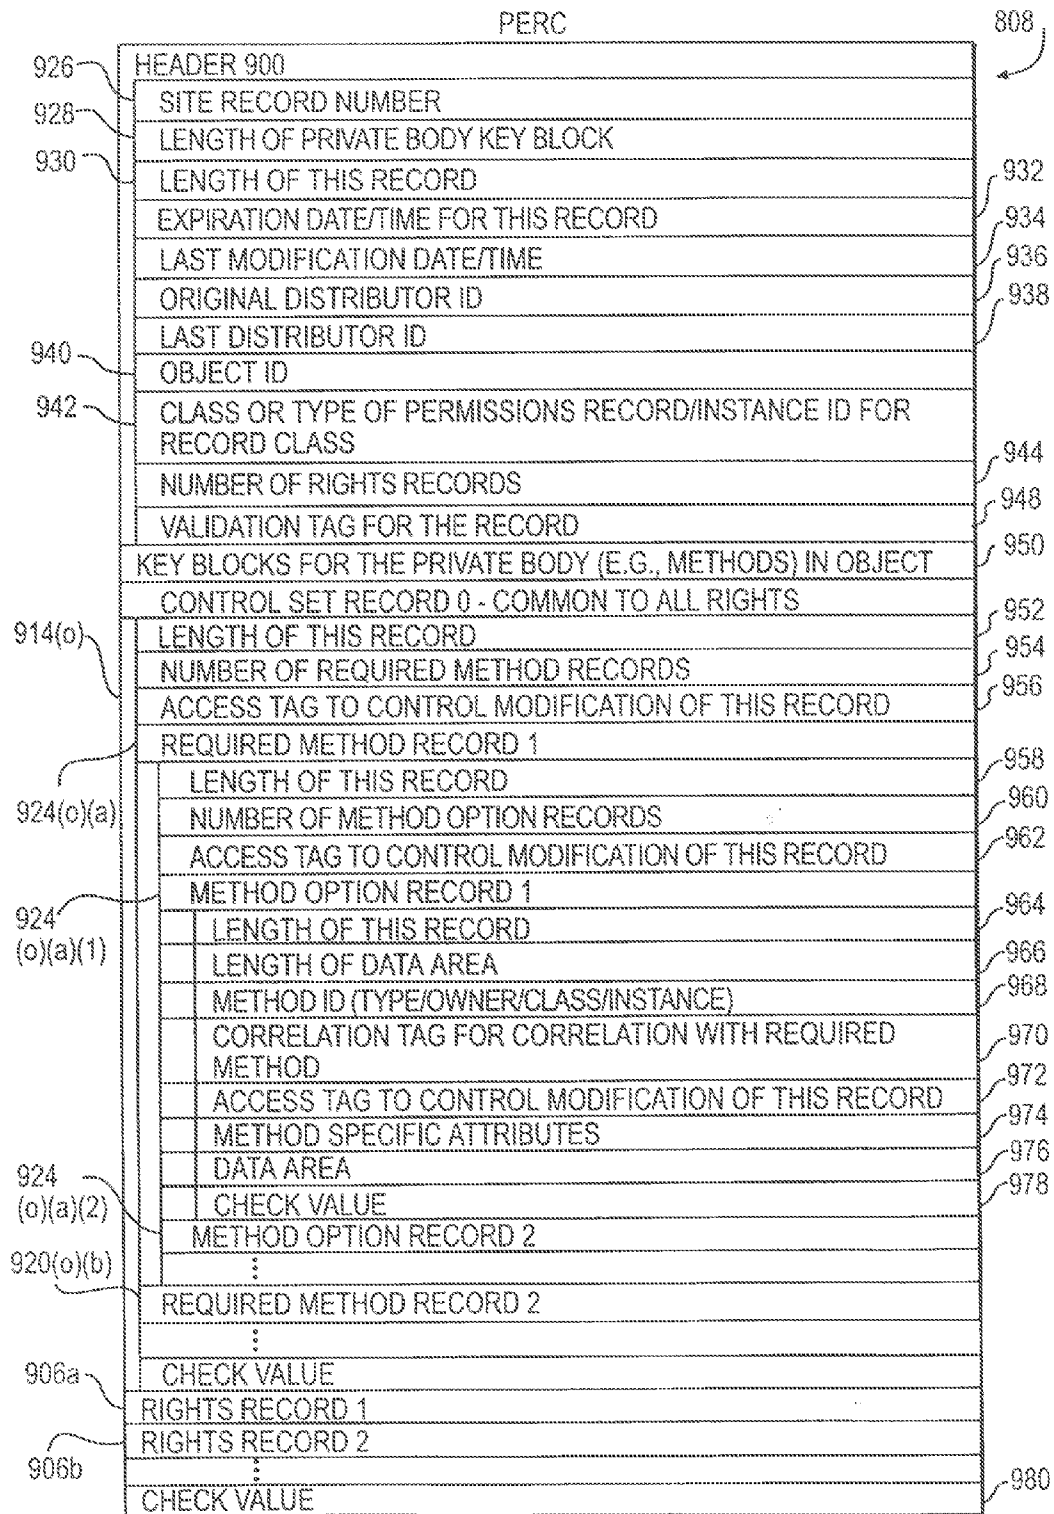 PERC
808
HEADER 900
926
SITE RECORD NUMBER
928
LENGTH OF PRIVATE BODY KEY BLOCK
930
LENGTH OF THIS RECORD
932
EXPIRATION DATE/TIME FOR THIS RECORD
934
LAST MODIFICATION DATE/TIME
936
ORIGINAL DISTRIBUTOR ID
938
LAST DISTRIBUTOR ID
940
OBJECT ID
942
CLASS OR TYPE OF PERMISSIONS RECORD/INSTANCE ID FOR
RECORD CLASS
944
NUMBER OF RIGHTS RECORDS
948
VALIDATION TAG FOR THE RECORD
950
KEY BLOCKS FOR THE PRIVATE BODY (E.G., METHODS) IN OBJECT
CONTROL SET RECORD 0 - COMMON TO ALL RIGHTS
914(o)
952
LENGTH OF THIS RECORD
954
NUMBER OF REQUIRED METHOD RECORDS
956
ACCESS TAG TO CONTROL MODIFICATION OF THIS RECORD
REQUIRED METHOD RECORD 1
924(o)(a)
958
LENGTH OF THIS RECORD
960
NUMBER OF METHOD OPTION RECORDS
962
ACCESS TAG TO CONTROL MODIFICATION OF THIS RECORD
METHOD OPTION RECORD 1
924
(o)(a)(1)
964
LENGTH OF THIS RECORD
966
LENGTH OF DATA AREA
968
METHOD ID (TYPE/OWNER/CLASS/INSTANCE)
970
CORRELATION TAG FOR CORRELATION WITH REQUIRED
METHOD
972
ACCESS TAG TO CONTROL MODIFICATION OF THIS RECORD
974
METHOD SPECIFIC ATTRIBUTES
976
DATA AREA
978
CHECK VALUE
924
(o)(a)(2)
METHOD OPTION RECORD 2
920(o)(b)
REQUIRED METHOD RECORD 2
CHECK VALUE
906a
RIGHTS RECORD 1
RIGHTS RECORD 2
906b
980
CHECK VALUE